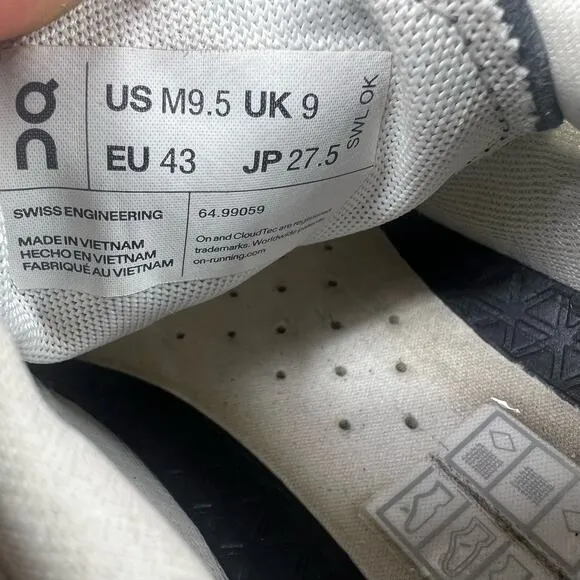 US M9.5 UK 9
EU 43 JP 27.5
SWL OK
SWISS ENGINEERING
64.99059
MADE IN VIETNAM
HECHO EN VIETNAM
FABRIQUÉ AU VIETNAM
On and CloudTec are registered
trademarks. Worldwide patents
on-running.com